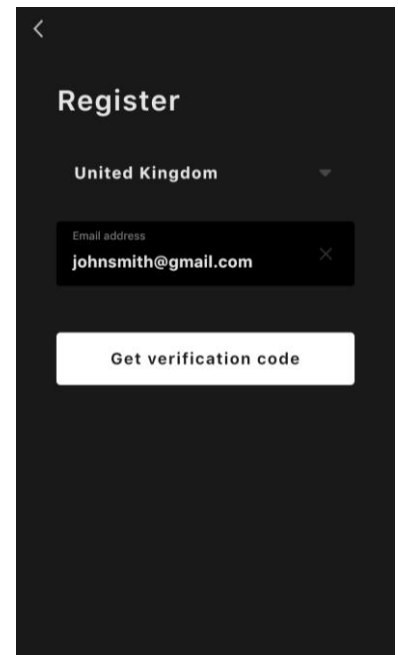 Register
United Kingdom
Email address
johnsmith@gmail.com
Get verification code